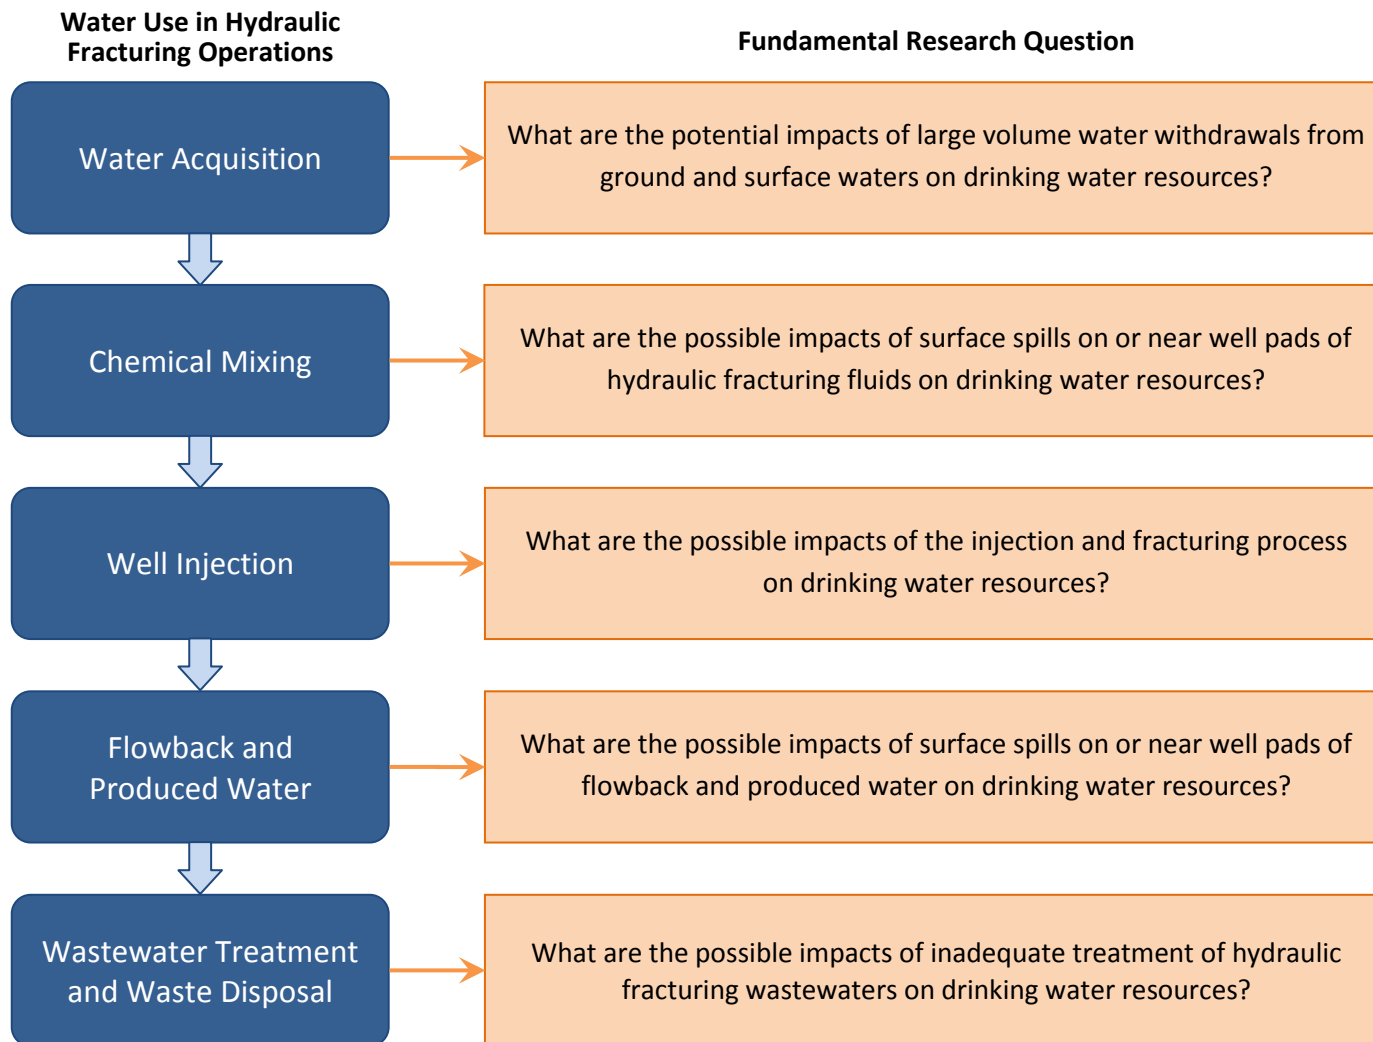 Water Use in Hydraulic
Fracturing Operations
Fundamental Research Question
Water Acquisition
What are the potential impacts of large volume water withdrawals from
ground and surface waters on drinking water resources?
Chemical Mixing
What are the possible impacts of surface spills on or near well pads of
hydraulic fracturing fluids on drinking water resources?
Well Injection
What are the possible impacts of the injection and fracturing process
on drinking water resources?
Flowback and
Produced Water
What are the possible impacts of surface spills on or near well pads of
flowback and produced water on drinking water resources?
Wastewater Treatment
and Waste Disposal
What are the possible impacts of inadequate treatment of hydraulic
fracturing wastewaters on drinking water resources?